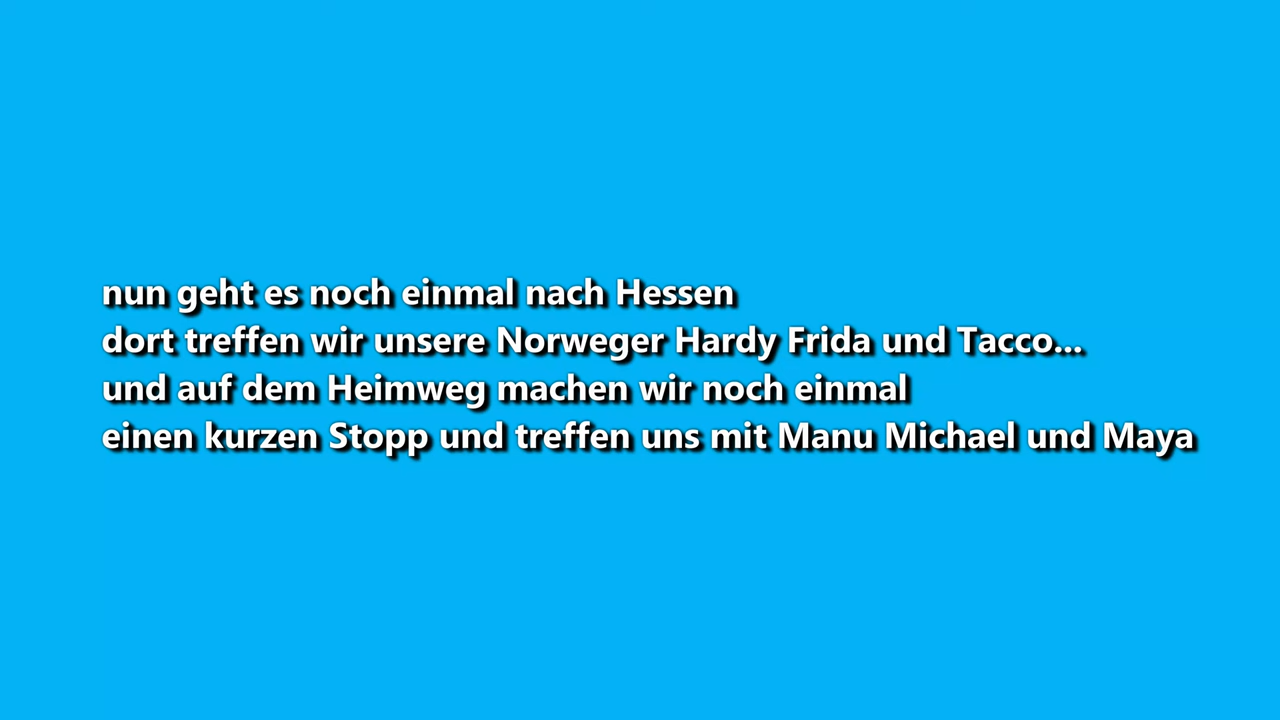 nun geht es noch einmal nach Hessen
dort treffen wir unsere Norweger Hardy Frida und Tacco...
und auf dem Heimweg machen wir noch einmal
einen kurzen Stopp und treffen uns mit Manu Michael und Maya